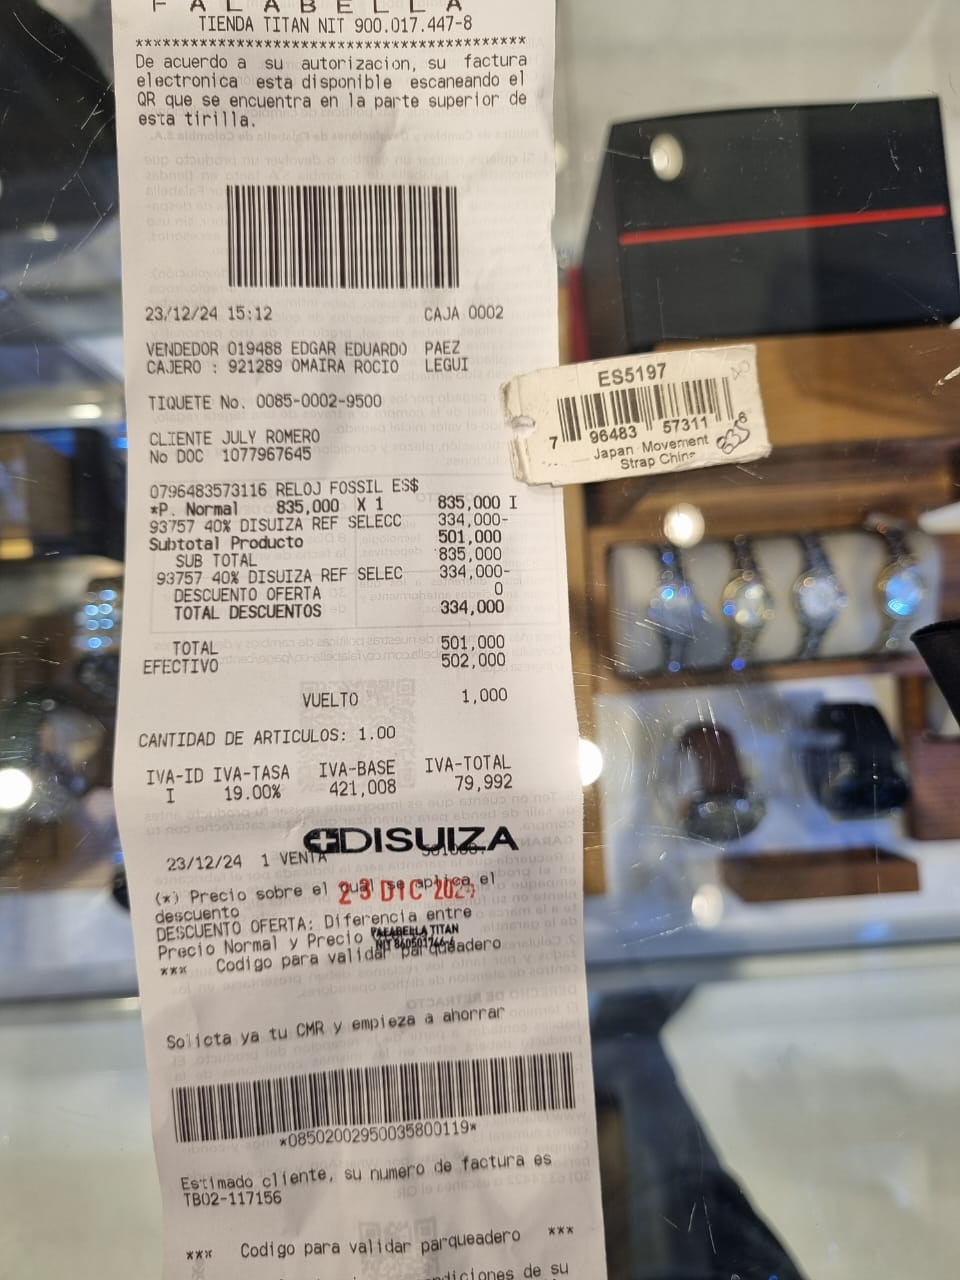 FALABELLA
TIENDA TITAN NIT 900.017.447-8
****************************************
De acuerdo a su autorizacion, su factura
electronica esta disponible escaneando el
QR que se encuentra en la parte superior de
esta tirilla.
23/12/24 15:12 CAJA 0002
VENDEDOR 019488 EDGAR EDUARDO PAEZ
CAJERO : 921289 OMAIRA ROCIO LEGUI
TIQUETE No. 0085-0002-9500
CLIENTE JULY ROMERO
No DOC 1077967645
0796483573116 RELOJ FOSSIL ES$
*P. Normal 835,000 X 1 835,000 I
93757 40% DISUIZA REF SELECC 334,000-
Subtotal Producto 501,000
SUB TOTAL 835,000
93757 40% DISUIZA REF SELEC 334,000-
DESCUENTO OFERTA 0
TOTAL DESCUENTOS 334,000
TOTAL 501,000
EFECTIVO 502,000
VUELTO 1,000
CANTIDAD DE ARTICULOS: 1.00
IVA-ID IVA-TASA IVA-BASE IVA-TOTAL
I 19.00% 421,008 79,992
DISUIZA
23/12/24 1 VENTA
(*) Precio sobre el cual se aplica el
23 DIC 2024
descuento
DESCUENTO OFERTA: Diferencia entre
Precio Normal y Precio
FALABELLA TITAN
*** Codigo para validar parqueadero
Solicta ya tu CMR y empieza a ahorrar
*08502002950035800119*
Estimado cliente, su numero de factura es
TB02-117156
*** Codigo para validar parqueadero ***
diciones de su
ES5197
7 96483 57311 6
Japan Movement
Strap China
835